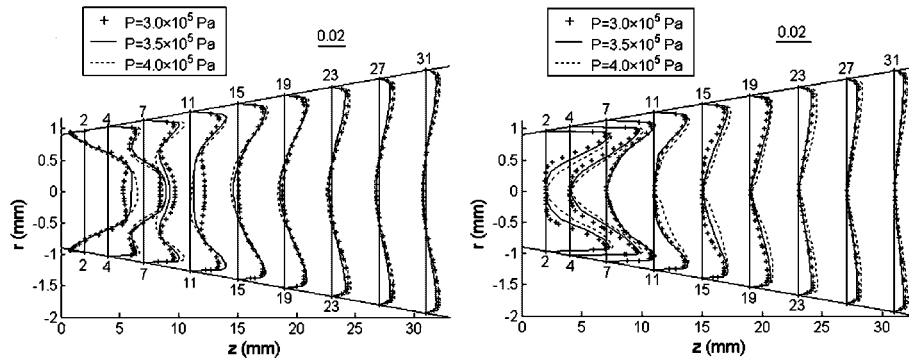 P=3.0×10⁵ Pa
P=3.5×10⁵ Pa
P=4.0×10⁵ Pa
0.02
2 4 7 11 15 19 23 27 31
1
0.5
0
-0.5
-1
-1.5
-2
r (mm)
2 4 7 11 15 19 23
0 5 10 15 20 25 30
z (mm)
P=3.0×10⁵ Pa
P=3.5×10⁵ Pa
P=4.0×10⁵ Pa
0.02
2 4 7 11 15 19 23 27 31
1
0.5
0
-0.5
-1
-1.5
-2
r (mm)
2 4 7 11 15 19 23
0 5 10 15 20 25 30
z (mm)